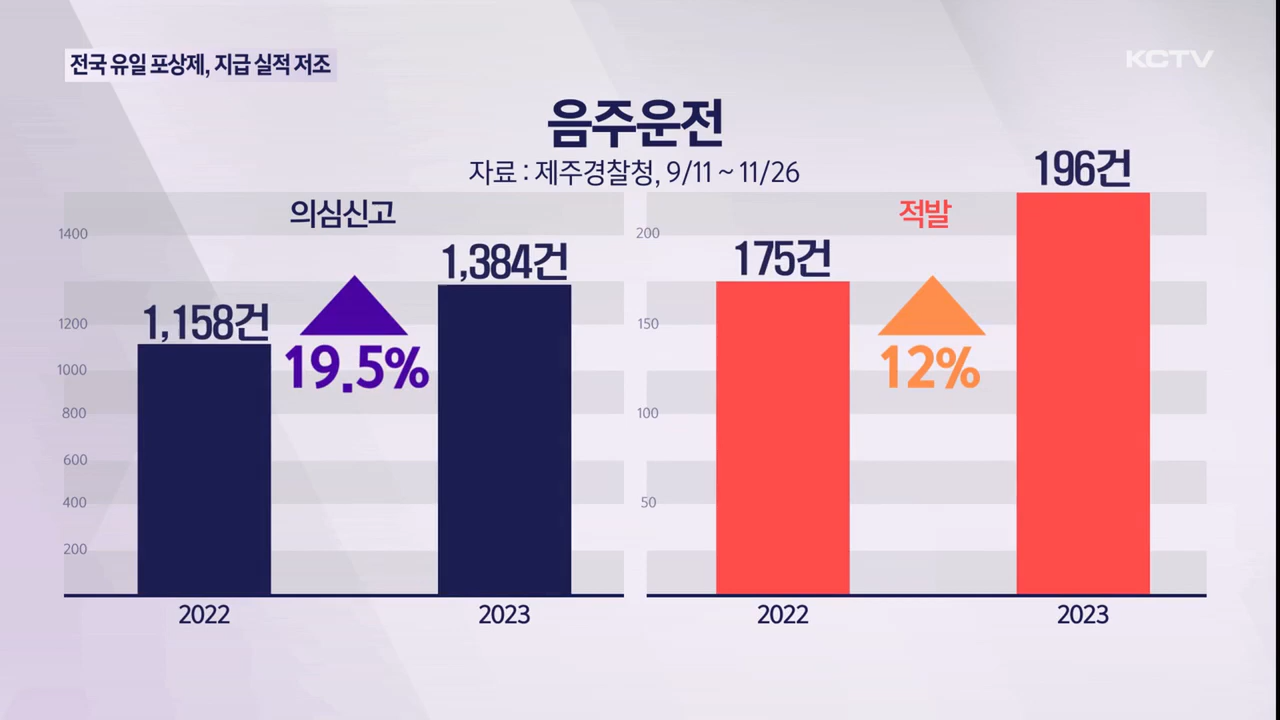 전국 유일 포상제, 지급 실적 저조
KCTV
음주운전
자료 : 제주경찰청, 9/11 ~ 11/26
의심신고
1400
1200
1000
800
600
400
200
1,158건
19.5%
1,384건
2022
2023
적발
200
150
100
50
175건
12%
196건
2022
2023